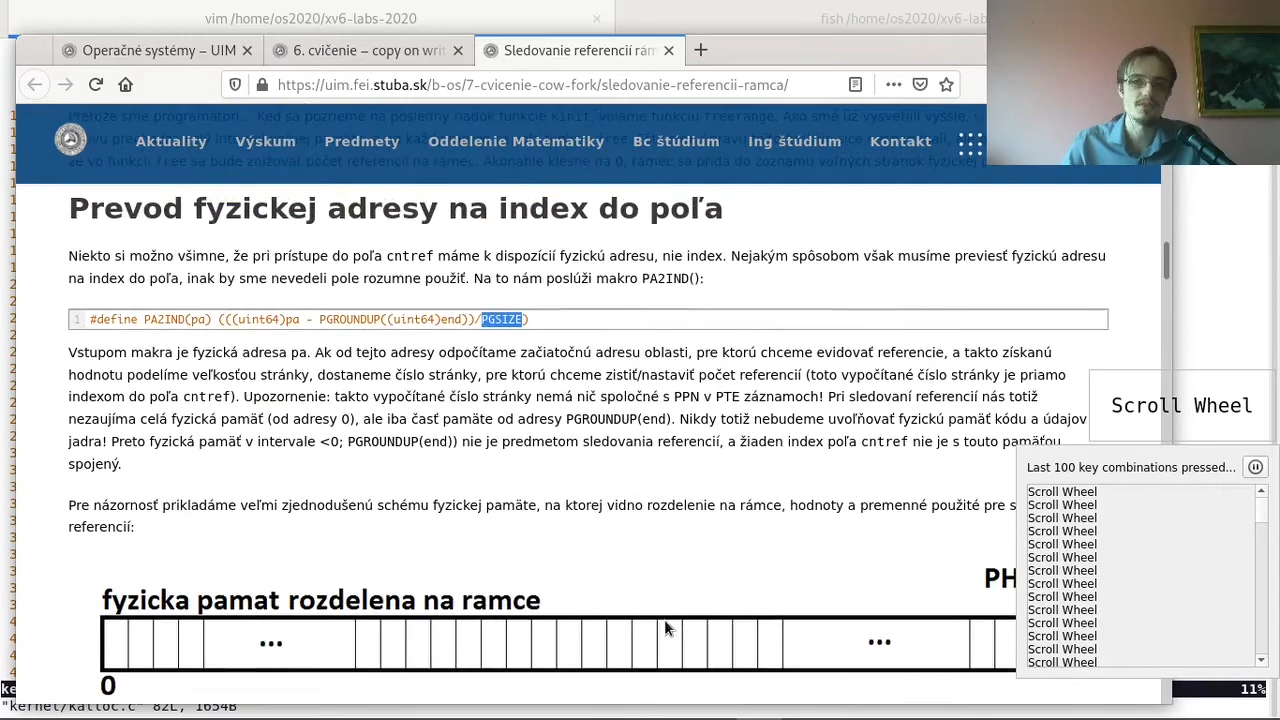 vim /home/os2020/xv6-labs-2020
fish /home/os2020/xv6-lab
Operačné systémy – UIM
6. cvičenie – copy on writ
Sledovanie referencií rám
https://uim.fei.stuba.sk/b-os/7-cvicenie-cow-fork/sledovanie-referencii-ramca/
Aktuality Výskum Predmety Oddelenie Matematiky Bc štúdium Ing štúdium Kontakt
Prevod fyzickej adresy na index do poľa
Niekto si možno všimne, že pri prístupe do poľa cntref máme k dispozícií fyzickú adresu, nie index. Nejakým spôsobom však musíme previesť fyzickú adresu
na index do poľa, inak by sme nevedeli pole rozumne použiť. Na to nám poslúži makro PA2IND():
1 #define PA2IND(pa) (((uint64)pa - PGROUNDUP((uint64)end))/PGSIZE)
Vstupom makra je fyzická adresa pa. Ak od tejto adresy odpočítame začiatočnú adresu oblasti, pre ktorú chceme evidovať referencie, a takto získanú
hodnotu podelíme veľkosťou stránky, dostaneme číslo stránky, pre ktorú chceme zistiť/nastaviť počet referencií (toto vypočítané číslo stránky je priamo
indexom do poľa cntref). Upozornenie: takto vypočítané číslo stránky nemá nič spoločné s PPN v PTE záznamoch! Pri sledovaní referencií nás totiž
nezaujíma celá fyzická pamäť (od adresy 0), ale iba časť pamäte od adresy PGROUNDUP(end). Nikdy totiž nebudeme uvoľňovať fyzickú pamäť kódu a údajov
jadra! Preto fyzická pamäť v intervale <0; PGROUNDUP(end)) nie je predmetom sledovania referencií, a žiaden index poľa cntref nie je s touto pamäťou
spojený.
Pre názornosť prikladáme veľmi zjednodušenú schému fyzickej pamäte, na ktorej vidno rozdelenie na rámce, hodnoty a premenné použité pre s
referencií:
PH
fyzicka pamat rozdelena na ramce
... ...
0
Scroll Wheel
Last 100 key combinations pressed...
Scroll Wheel
Scroll Wheel
Scroll Wheel
Scroll Wheel
Scroll Wheel
Scroll Wheel
Scroll Wheel
Scroll Wheel
Scroll Wheel
Scroll Wheel
Scroll Wheel
Scroll Wheel
Scroll Wheel
Scroll Wheel
ke 11%
"kernel/kalloc.c" 82L, 1654B